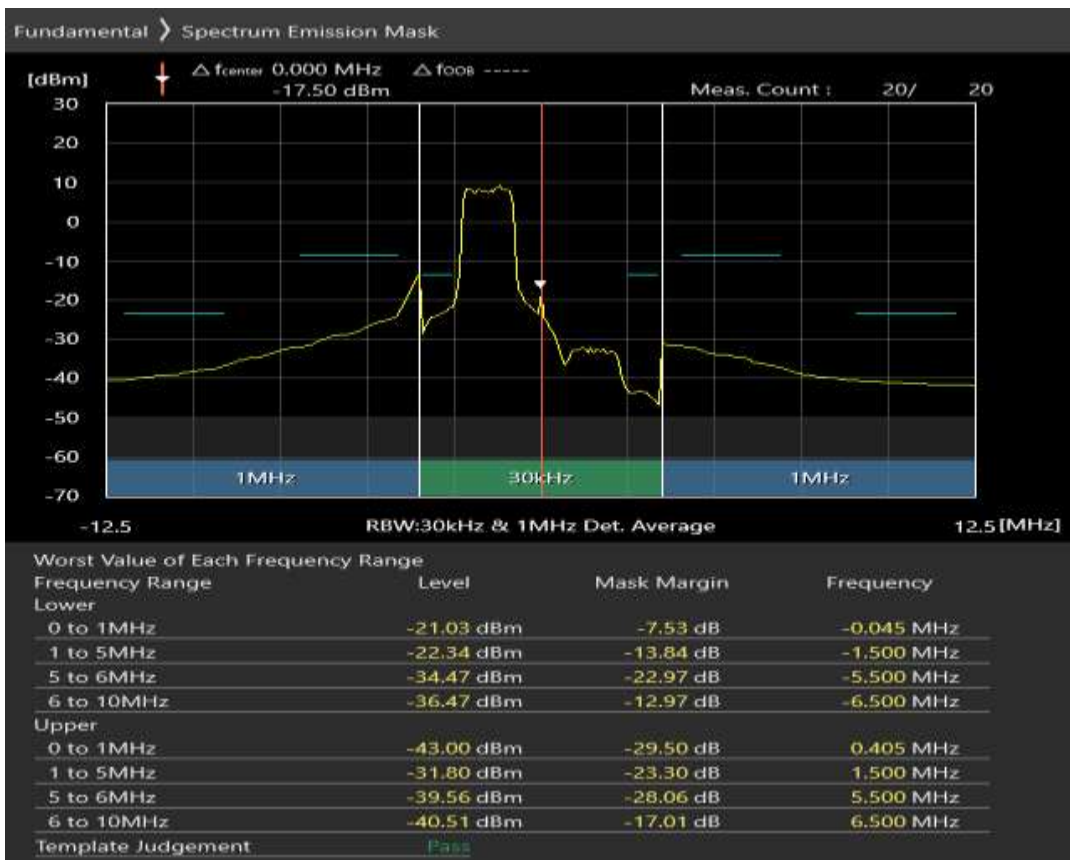 Fundamental ❯ Spectrum Emission Mask
[dBm] △ fcenter 0.000 MHz △ fOOB -----
-17.50 dBm Meas. Count : 20/ 20
30
20
10
0
-10
-20
-30
-40
-50
-60
1MHz 30kHz 1MHz
-70
-12.5 RBW:30kHz & 1MHz Det. Average 12.5 [MHz]
Worst Value of Each Frequency Range
Frequency Range Level Mask Margin Frequency
Lower
0 to 1MHz -21.03 dBm -7.53 dB -0.045 MHz
1 to 5MHz -22.34 dBm -13.84 dB -1.500 MHz
5 to 6MHz -34.47 dBm -22.97 dB -5.500 MHz
6 to 10MHz -36.47 dBm -12.97 dB -6.500 MHz
Upper
0 to 1MHz -43.00 dBm -29.50 dB 0.405 MHz
1 to 5MHz -31.80 dBm -23.30 dB 1.500 MHz
5 to 6MHz -39.56 dBm -28.06 dB 5.500 MHz
6 to 10MHz -40.51 dBm -17.01 dB 6.500 MHz
Template Judgement Pass